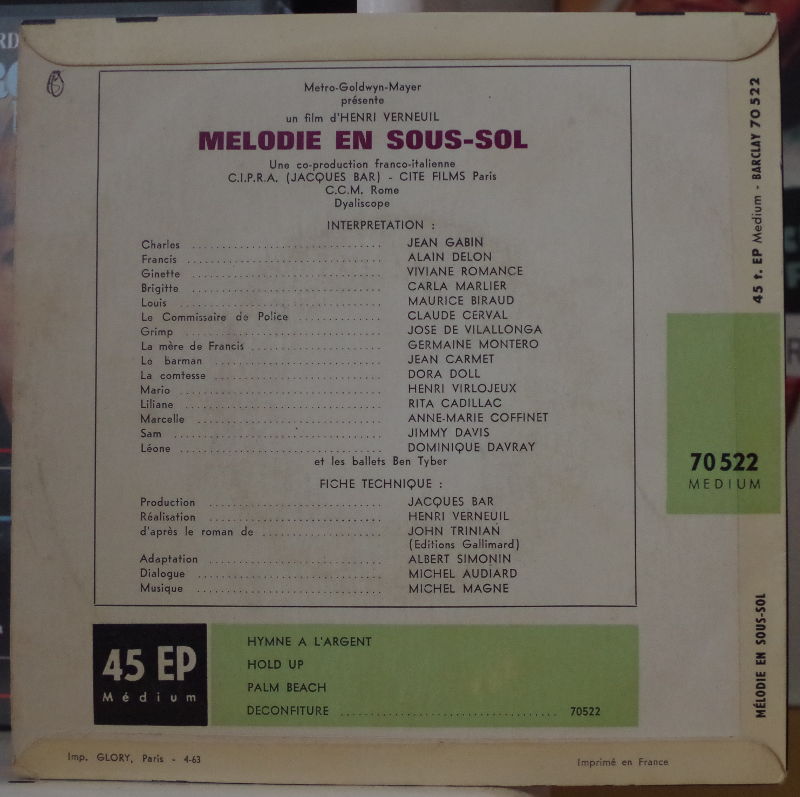 Metro-Goldwyn-Mayer
présente
un film d'HENRI VERNEUIL
MELODIE EN SOUS-SOL
Une co-production franco-italienne
C.I.P.R.A. (JACQUES BAR) - CITE FILMS Paris
C.C.M. Rome
Dyaliscope
INTERPRETATION :
Charles ................................ JEAN GABIN
Francis ................................ ALAIN DELON
Ginette ................................ VIVIANE ROMANCE
Brigitte ................................ CARLA MARLIER
Louis ................................ MAURICE BIRAUD
Le Commissaire de Police .............. CLAUDE CERVAL
Grimp ................................ JOSE DE VILALLONGA
La mère de Francis ...................... GERMAINE MONTERO
Le barman ............................ JEAN CARMET
La comtesse ............................ DORA DOLL
Mario ................................ HENRI VIRLOJEUX
Liliane ................................ RITA CADILLAC
Marcelle ................................ ANNE-MARIE COFFINET
Sam ................................ JIMMY DAVIS
Léone ................................ DOMINIQUE DAVRAY
et les ballets Ben Tyber
FICHE TECHNIQUE :
Production ............................ JACQUES BAR
Réalisation ............................ HENRI VERNEUIL
d'après le roman de .................... JOHN TRINIAN
(Editions Gallimard)
Adaptation ............................ ALBERT SIMONIN
Dialogue ............................ MICHEL AUDIARD
Musique ............................ MICHEL MAGNE
45 EP
Médium
HYMNE A L'ARGENT
HOLD UP
PALM BEACH
DECONFITURE .................................... 70522
45 t. EP Medium - BARCLAY 70 522
70 522
MEDIUM
MÉLODIE EN SOUS-SOL
Imp. GLORY, Paris - 4-63
Imprimé en France